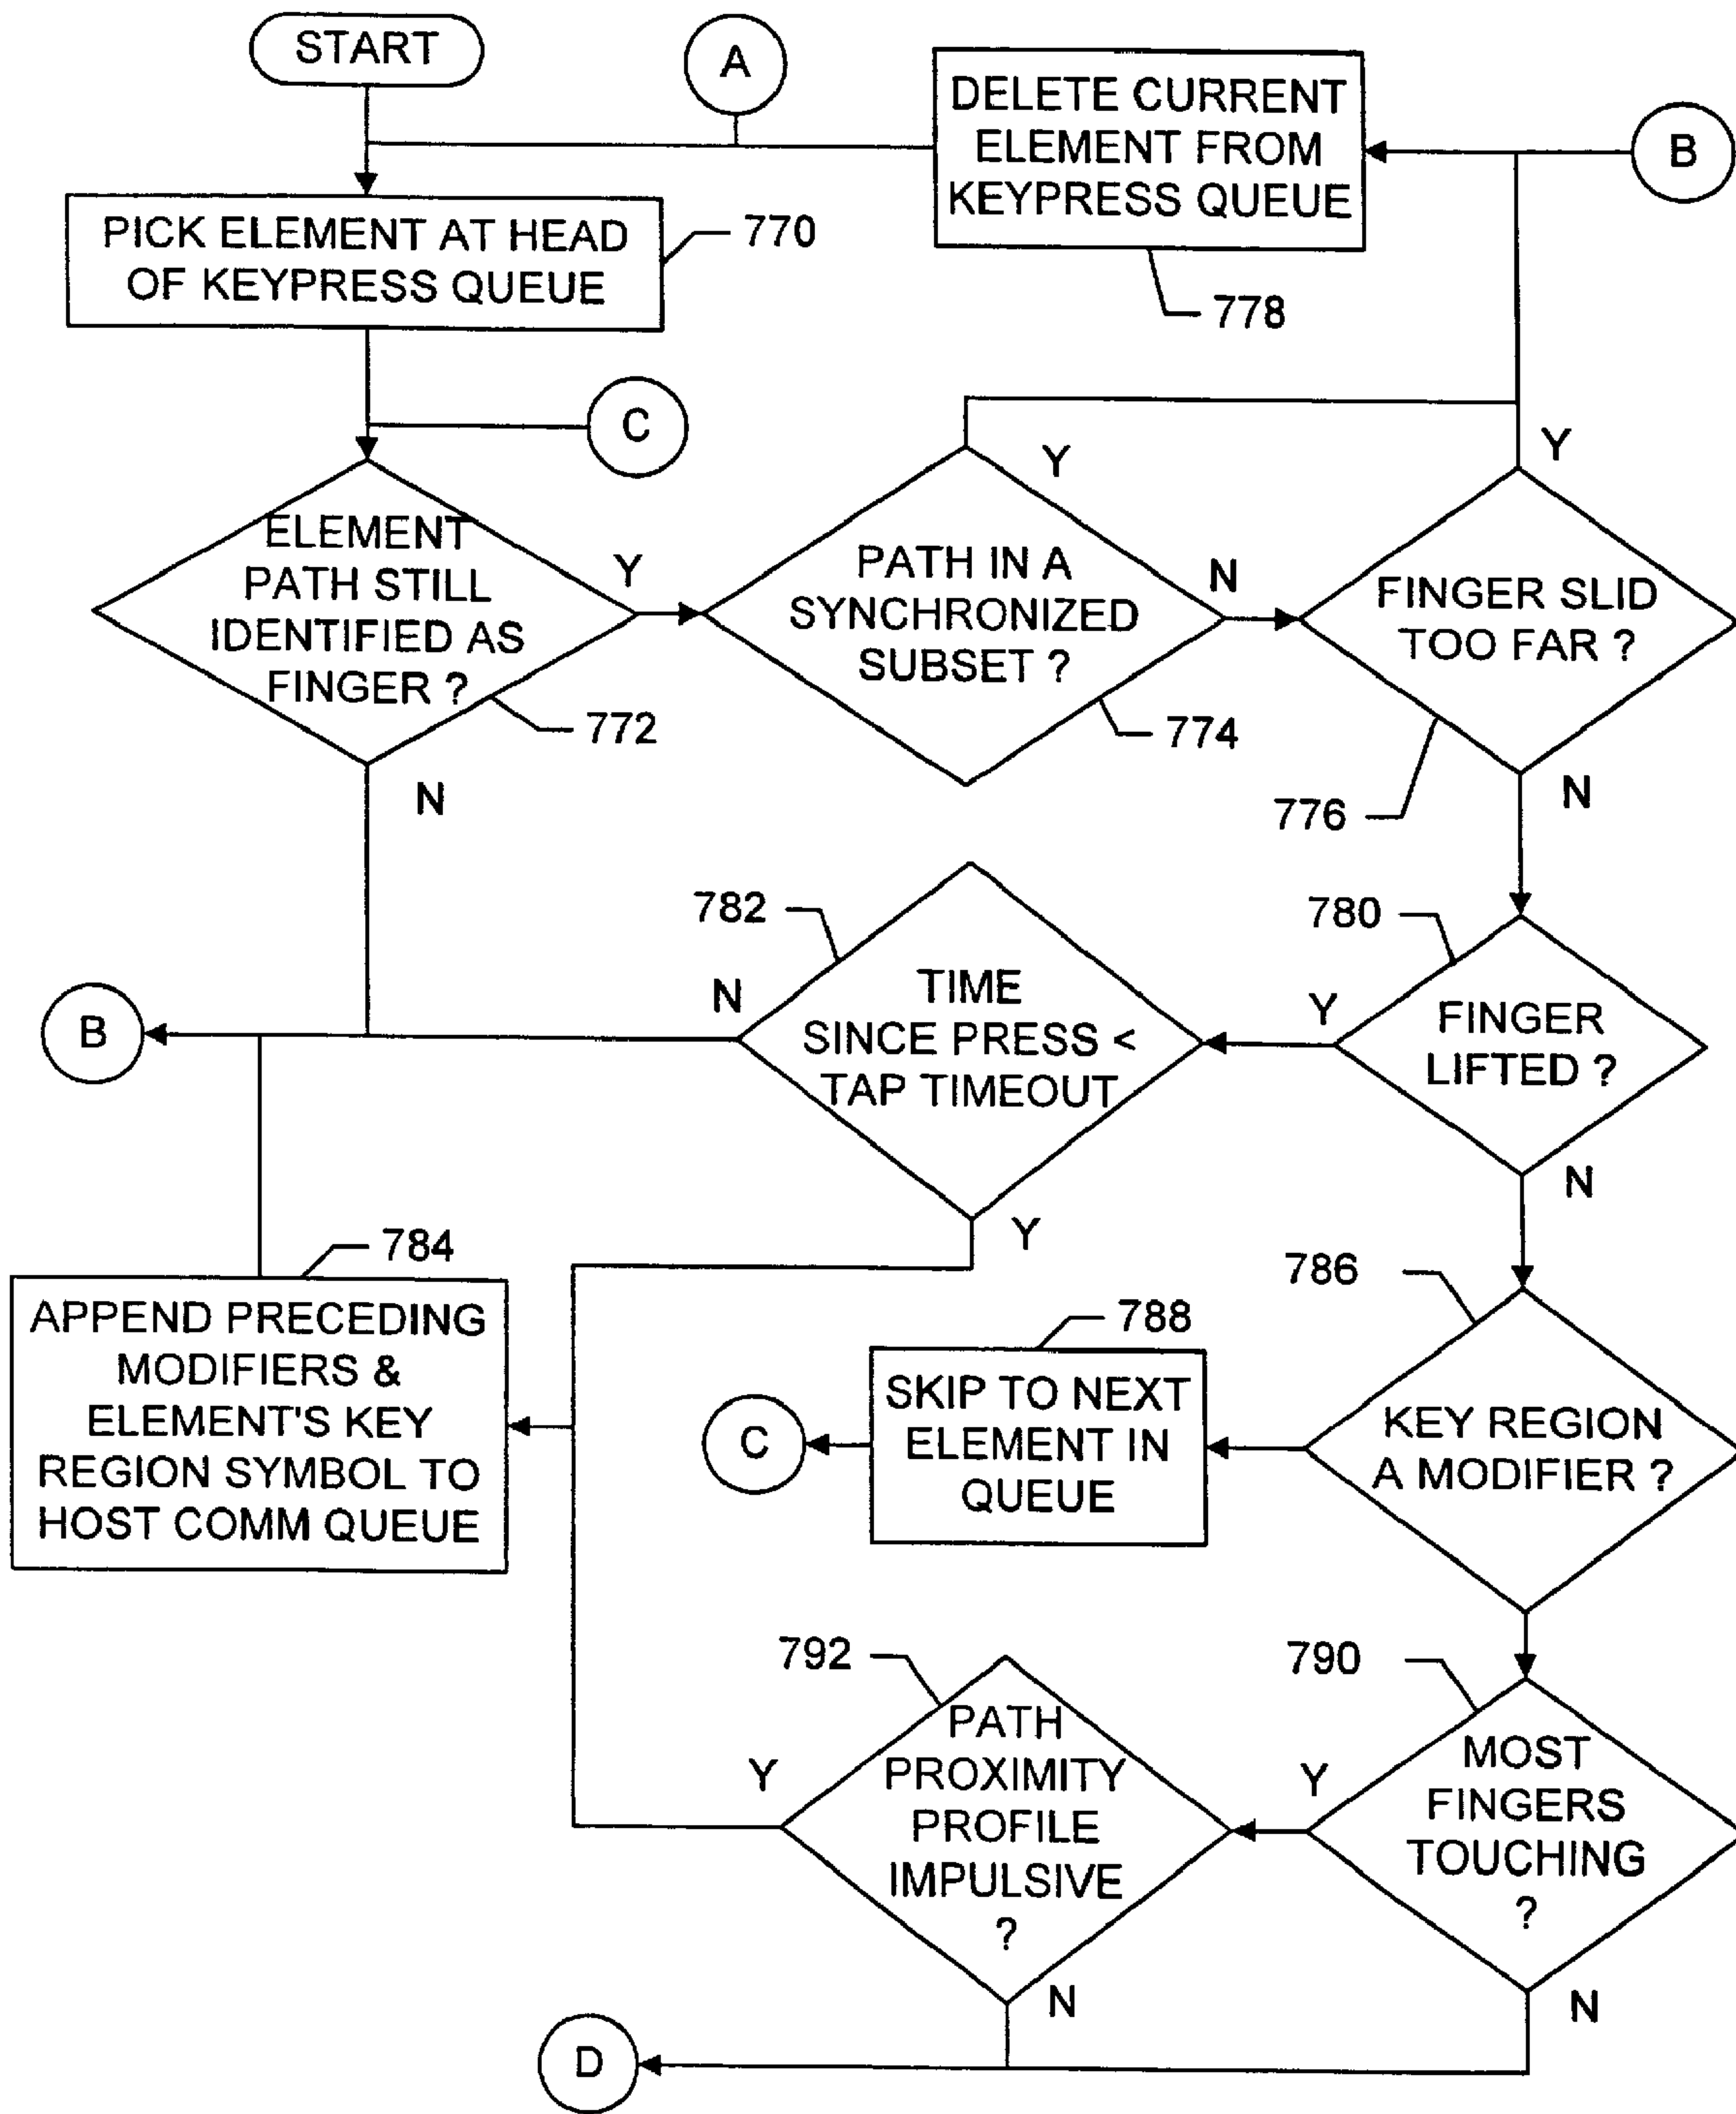 START
A
DELETE CURRENT
ELEMENT FROM
KEYPRESS QUEUE
B
PICK ELEMENT AT HEAD
OF KEYPRESS QUEUE
770
778
C
Y
Y
ELEMENT
PATH STILL
IDENTIFIED AS
FINGER ?
Y
PATH IN A
SYNCHRONIZED
SUBSET ?
N
FINGER SLID
TOO FAR ?
772
774
776
N
N
782
780
TIME
SINCE PRESS <
TAP TIMEOUT
N
Y
FINGER
LIFTED ?
B
Y
N
784
786
APPEND PRECEDING
MODIFIERS &
ELEMENT'S KEY
REGION SYMBOL TO
HOST COMM QUEUE
788
SKIP TO NEXT
ELEMENT IN
QUEUE
C
KEY REGION
A MODIFIER ?
792
790
PATH
PROXIMITY
PROFILE
IMPULSIVE
?
Y
Y
MOST
FINGERS
TOUCHING
?
N
N
D